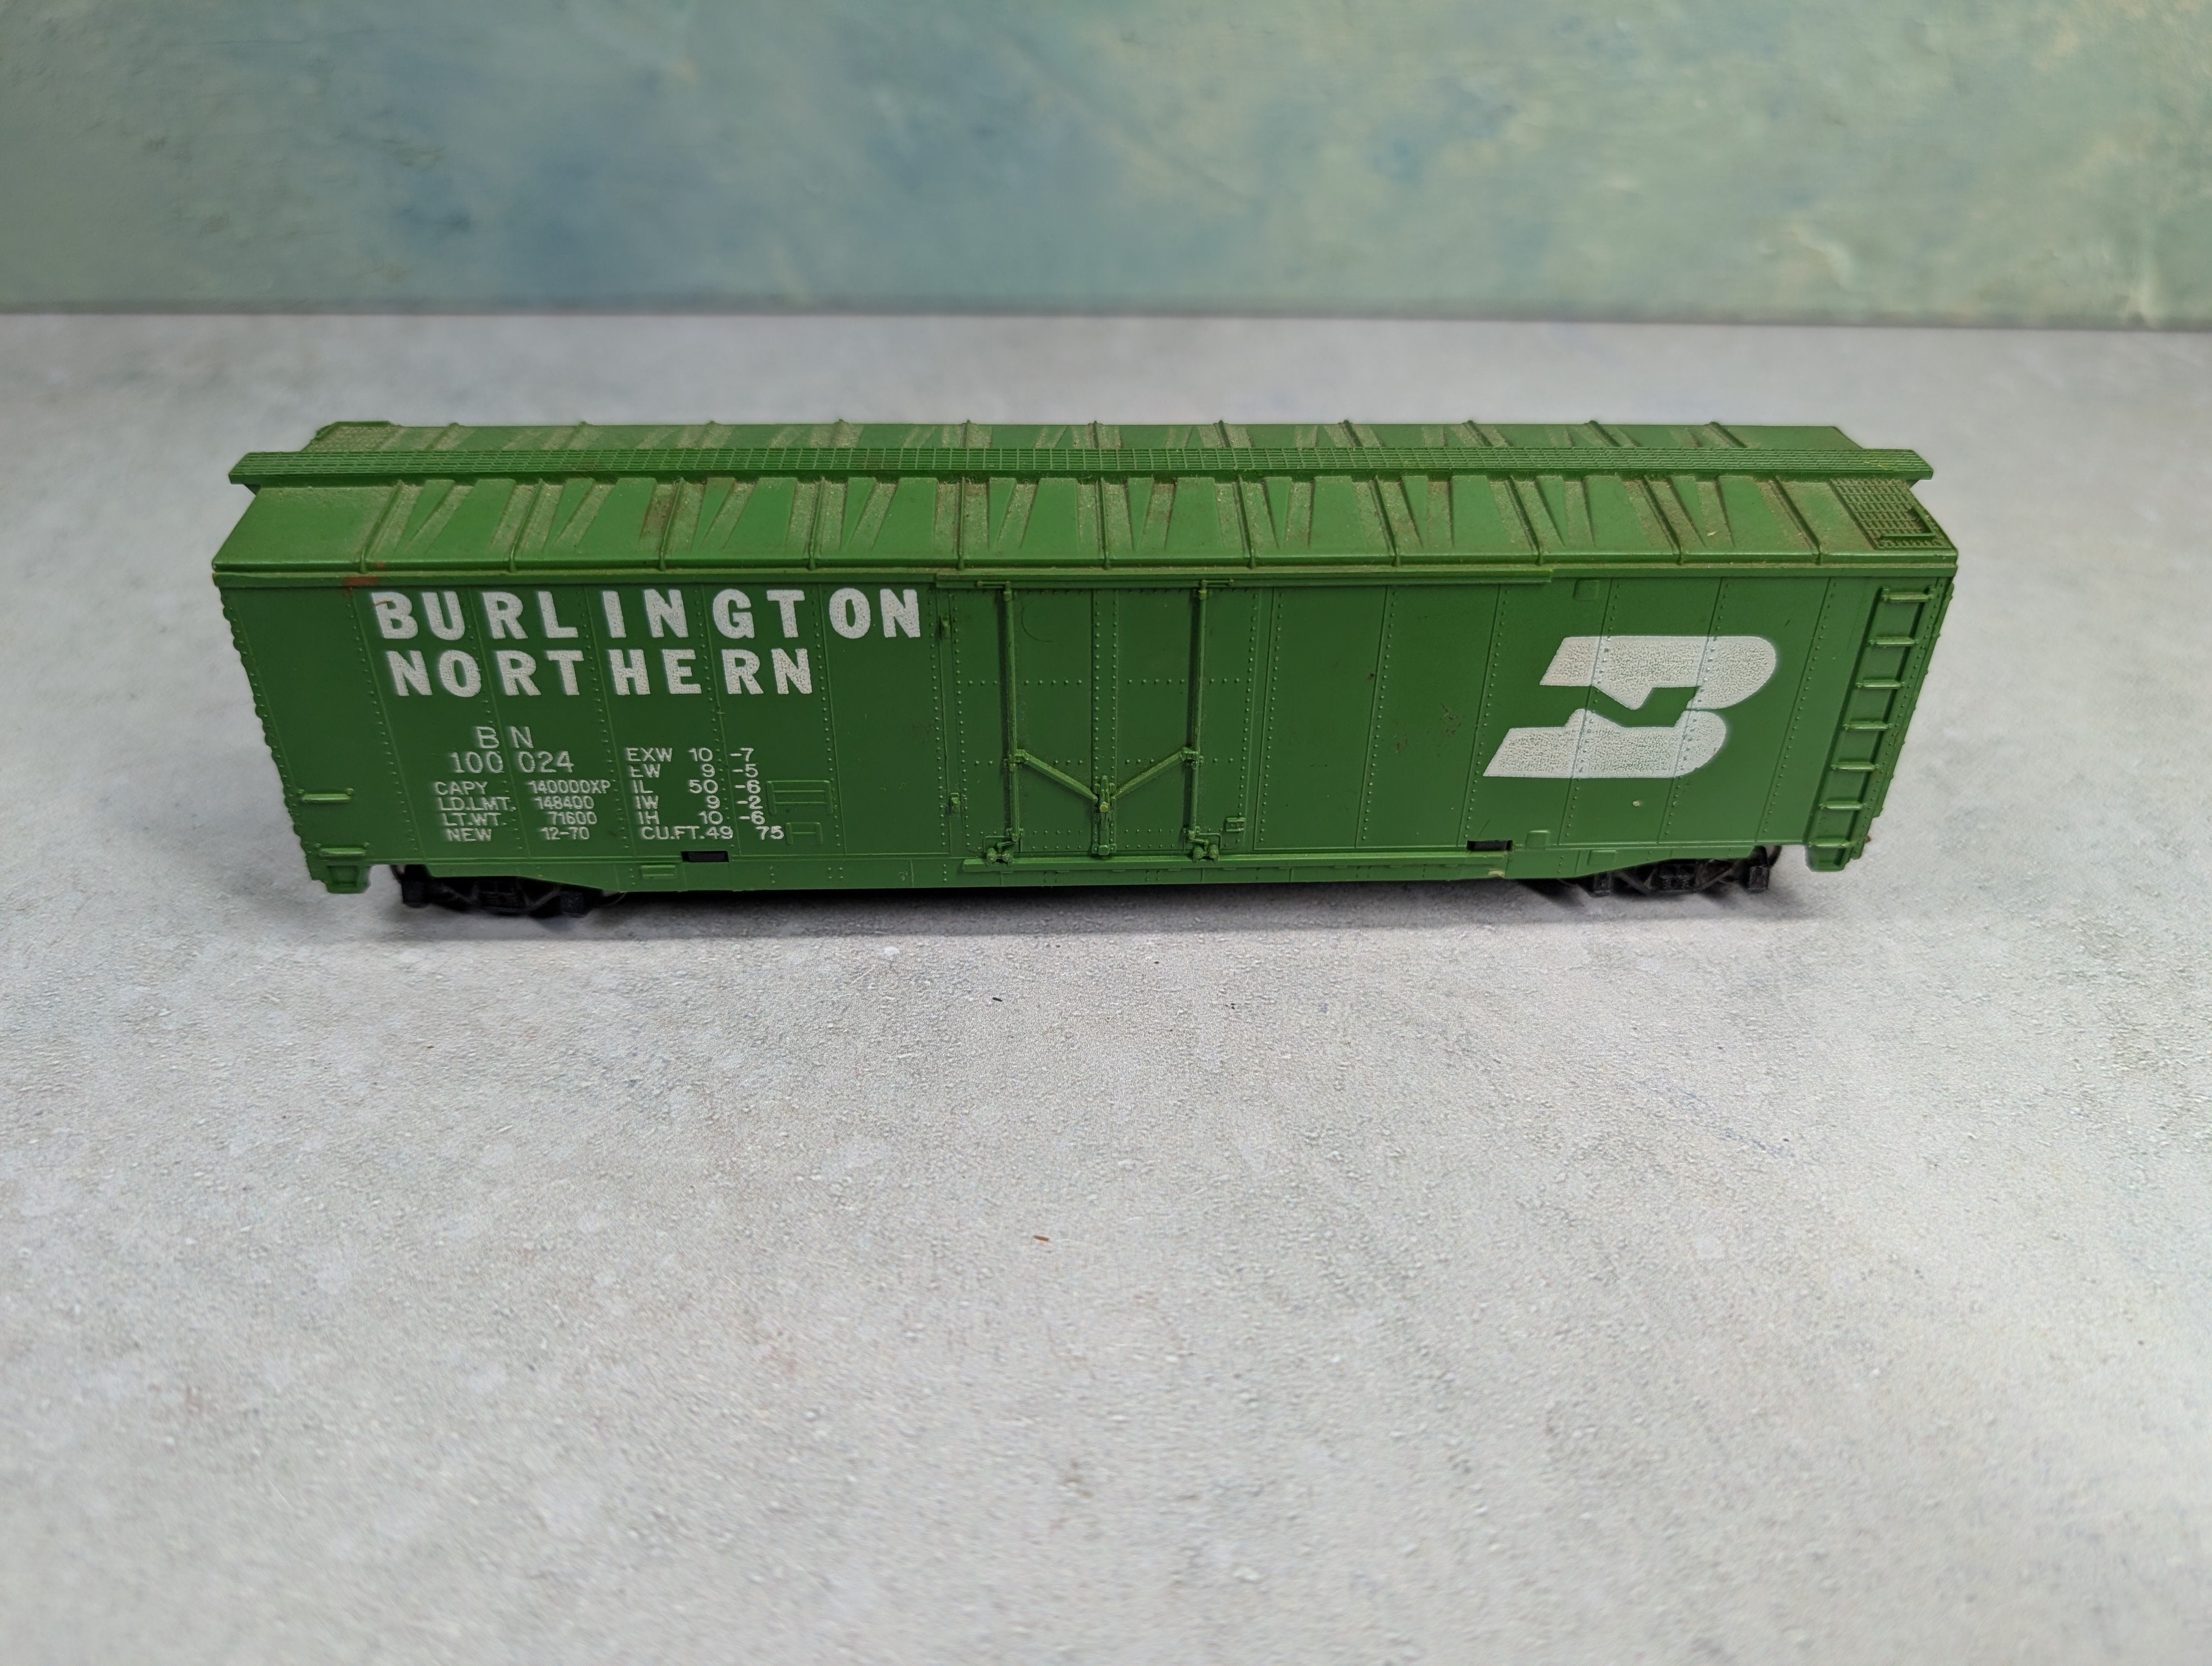 BURLINGTON
NORTHERN
BN
100 024
CAPY 140000XP
LD.LMT. 148400
LT.WT. 71600
NEW 12-70
EXW 10 -7
EW 9 -5
IL 50 -6
IW 9 -2
IH 10 -6
CU.FT.49 75